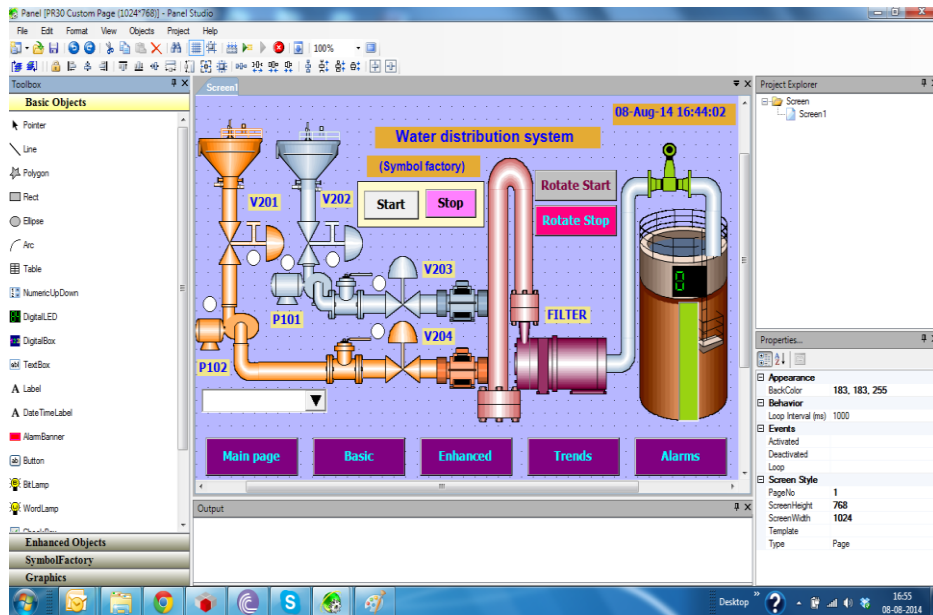 Panel [PR30 Custom Page (1024*768)] - Panel Studio
File Edit Format View Objects Project Help
100%
Toolbox
Basic Objects
Pointer
Line
Polygon
Rect
Ellipse
Arc
Table
NumericUpDown
DigitalLED
DigitalBox
TextBox
Label
DateTimeLabel
AlarmBanner
Button
BitLamp
WordLamp
CheckBox
Enhanced Objects
SymbolFactory
Graphics
Screen1
08-Aug-14 16:44:02
Water distribution system
(Symbol factory)
Start
Stop
Rotate Start
Rotate Stop
V201
V202
V203
P101
V204
FILTER
P102
0
Main page
Basic
Enhanced
Trends
Alarms
Output
Project Explorer
Screen
Screen1
Properties...
Appearance
BackColor 183, 183, 255
Behavior
Loop Interval (ms) 1000
Events
Activated
Deactivated
Loop
Screen Style
PageNo 1
ScreenHeight 768
ScreenWidth 1024
Template
Type Page
Desktop
16:55
08-08-2014